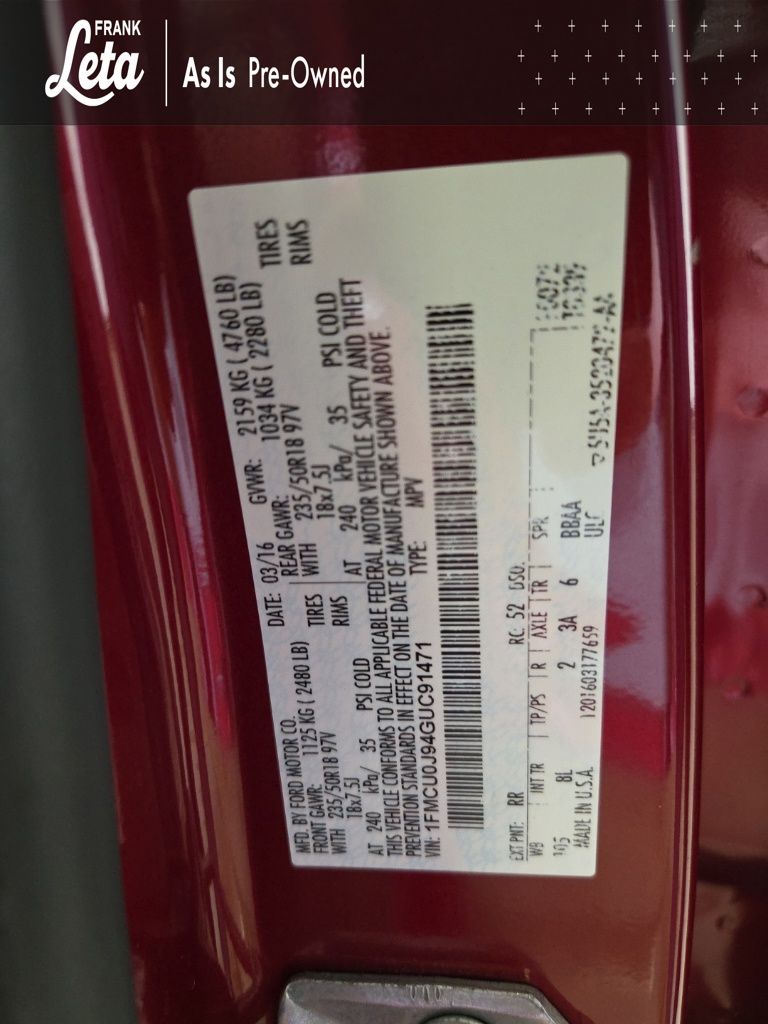 FRANK
Leta
As Is Pre-Owned
MFD. BY FORD MOTOR CO.
DATE: 03/16 GVWR: 2159 KG ( 4760 LB)
FRONT GAWR: 1125 KG ( 2480 LB)
REAR GAWR: 1034 KG ( 2280 LB)
WITH 235/50R18 97V TIRES
WITH 235/50R18 97V TIRES
18x7.5J RIMS
18x7.5J RIMS
AT 240 kPa/ 35 PSI COLD
AT 240 kPa/ 35 PSI COLD
THIS VEHICLE CONFORMS TO ALL APPLICABLE FEDERAL MOTOR VEHICLE SAFETY AND THEFT
PREVENTION STANDARDS IN EFFECT ON THE DATE OF MANUFACTURE SHOWN ABOVE.
VIN: 1FMCU0J94GUC91471 TYPE: MPV
EXT PNT: RR RC: 52 DSO:
WB INT TR TP/PS R AXLE TR SPR
105 8L 2 3A 6 BBAA
MADE IN U.S.A. 1201603177659 ULC